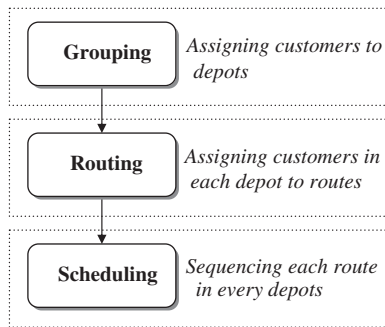 Grouping
Assigning customers to
depots
Routing
Assigning customers in
each depot to routes
Scheduling
Sequencing each route
in every depots